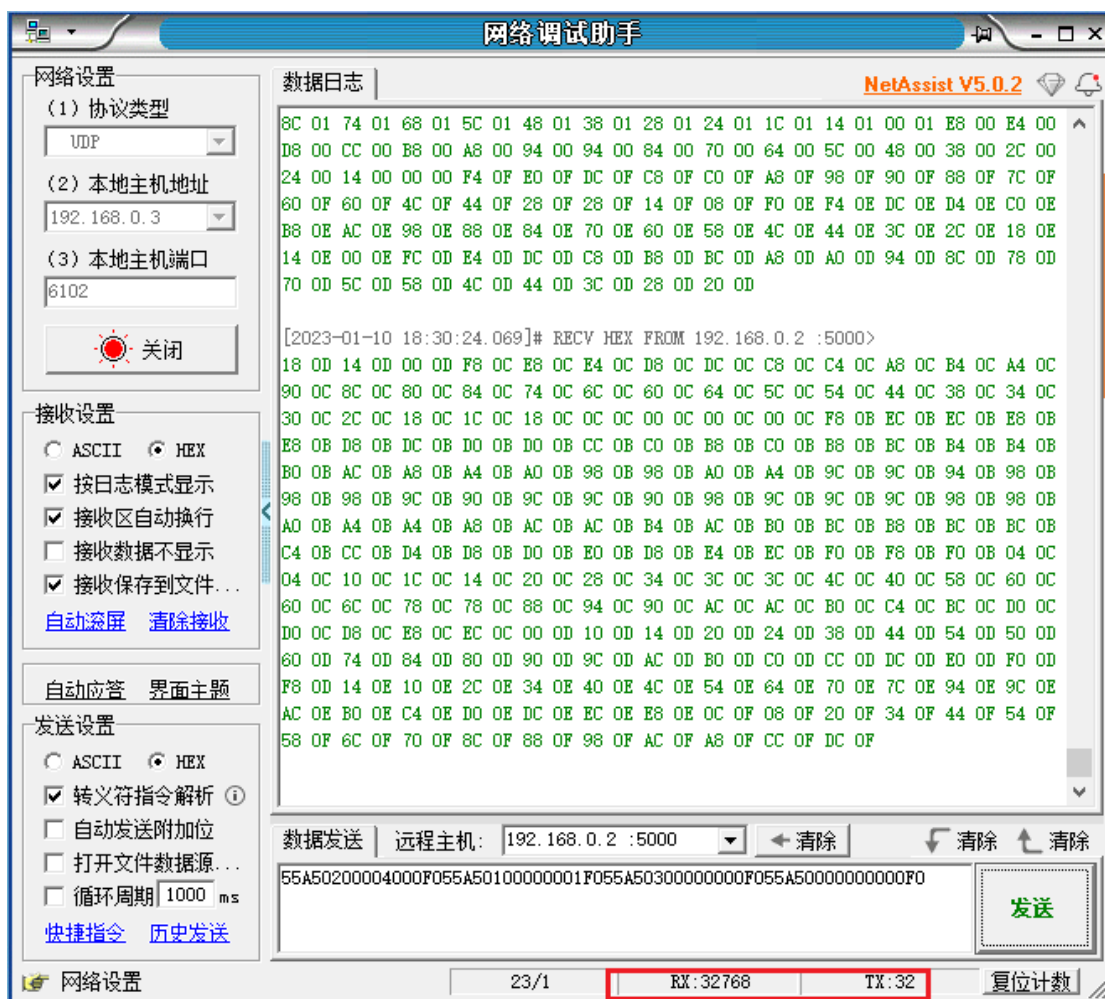 网络调试助手
网络设置
(1) 协议类型
UDP
(2) 本地主机地址
192.168.0.3
(3) 本地主机端口
6102
关闭
接收设置
ASCII HEX
按日志模式显示
接收区自动换行
接收数据不显示
接收保存到文件...
自动滚屏 清除接收
自动应答 界面主题
发送设置
ASCII HEX
转义符指令解析
自动发送附加位
打开文件数据源...
循环周期 1000 ms
快捷指令 历史发送
数据日志
NetAssist V5.0.2
8C 01 74 01 68 01 5C 01 48 01 38 01 28 01 24 01 1C 01 14 01 00 01 E8 00 E4 00
D8 00 CC 00 B8 00 A8 00 94 00 94 00 84 00 70 00 64 00 5C 00 48 00 38 00 2C 00
24 00 14 00 00 00 F4 0F E0 0F DC 0F C8 0F C0 0F A8 0F 98 0F 90 0F 88 0F 7C 0F
60 0F 60 0F 4C 0F 44 0F 28 0F 28 0F 14 0F 08 0F F0 0E F4 0E DC 0E D4 0E C0 0E
B8 0E AC 0E 98 0E 88 0E 84 0E 70 0E 60 0E 58 0E 4C 0E 44 0E 3C 0E 2C 0E 18 0E
14 0E 00 0E FC 0D E4 0D DC 0D C8 0D B8 0D BC 0D A8 0D A0 0D 94 0D 8C 0D 78 0D
70 0D 5C 0D 58 0D 4C 0D 44 0D 3C 0D 28 0D 20 0D
[2023-01-10 18:30:24.069]# RECV HEX FROM 192.168.0.2 :5000>
18 0D 14 0D 00 0D F8 0C E8 0C E4 0C D8 0C DC 0C C8 0C C4 0C A8 0C B4 0C A4 0C
90 0C 8C 0C 80 0C 84 0C 74 0C 6C 0C 60 0C 64 0C 5C 0C 54 0C 44 0C 38 0C 34 0C
30 0C 2C 0C 18 0C 1C 0C 18 0C 0C 0C 00 0C 00 0C 00 0C F8 0B EC 0B EC 0B E8 0B
E8 0B D8 0B DC 0B D0 0B D0 0B CC 0B C0 0B B8 0B C0 0B B8 0B BC 0B B4 0B B4 0B
B0 0B AC 0B A8 0B A4 0B A0 0B 98 0B 98 0B A0 0B A4 0B 9C 0B 9C 0B 94 0B 98 0B
98 0B 98 0B 9C 0B 90 0B 9C 0B 9C 0B 90 0B 98 0B 9C 0B 9C 0B 9C 0B 98 0B 98 0B
A0 0B A4 0B A4 0B A8 0B AC 0B AC 0B B4 0B AC 0B B0 0B BC 0B B8 0B BC 0B BC 0B
C4 0B CC 0B D4 0B D8 0B D0 0B E0 0B D8 0B E4 0B EC 0B F0 0B F8 0B F0 0B 04 0C
04 0C 10 0C 1C 0C 14 0C 20 0C 28 0C 34 0C 3C 0C 3C 0C 4C 0C 40 0C 58 0C 60 0C
60 0C 6C 0C 78 0C 78 0C 88 0C 94 0C 90 0C AC 0C AC 0C B0 0C C4 0C BC 0C D0 0C
D0 0C D8 0C E8 0C EC 0C 00 0D 10 0D 14 0D 20 0D 24 0D 38 0D 44 0D 54 0D 50 0D
60 0D 74 0D 84 0D 80 0D 90 0D 9C 0D AC 0D B0 0D C0 0D CC 0D DC 0D E0 0D F0 0D
F8 0D 14 0E 10 0E 2C 0E 34 0E 40 0E 4C 0E 54 0E 64 0E 70 0E 7C 0E 94 0E 9C 0E
AC 0E B0 0E C4 0E D0 0E DC 0E EC 0E E8 0E 0C 0F 08 0F 20 0F 34 0F 44 0F 54 0F
58 0F 6C 0F 70 0F 8C 0F 88 0F 98 0F AC 0F A8 0F CC 0F DC 0F
数据发送 远程主机: 192.168.0.2 :5000 清除 清除 清除
55A50200004000F055A50100000001F055A50300000000F055A50000000000F0
发送
网络设置 23/1 RX:32768 TX:32 复位计数